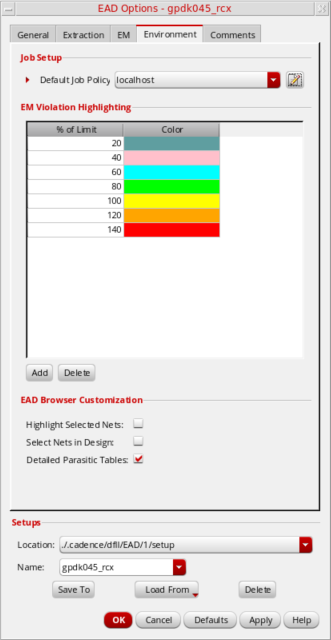 EAD Options - gpdk045_rcx
General Extraction EM Environment Comments
Job Setup
Default Job Policy localhost
EM Violation Highlighting
% of Limit Color
20
40
60
80
100
120
140
Add Delete
EAD Browser Customization
Highlight Selected Nets:
Select Nets in Design:
Detailed Parasitic Tables:
Setups
Location: ./.cadence/dfII/EAD/1/setup
Name: gpdk045_rcx
Save To Load From Delete
OK Cancel Defaults Apply Help